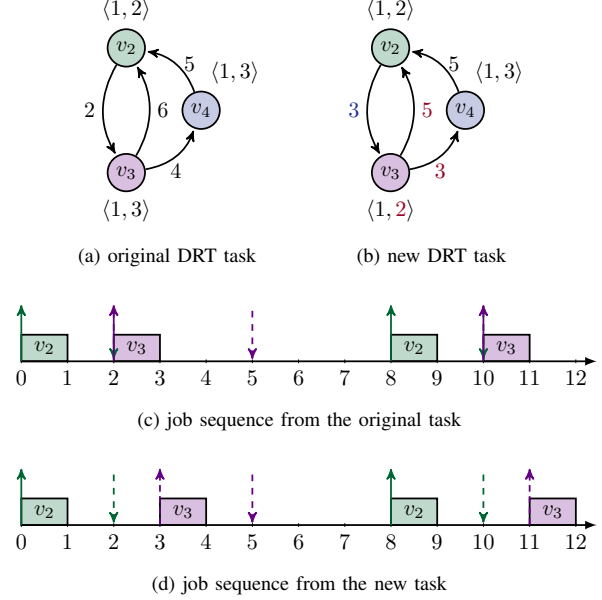 ⟨1, 2⟩ ⟨1, 2⟩
v₂ v₂
5 ⟨1, 3⟩ 5 ⟨1, 3⟩
2 6 v₄ 3 5 v₄
v₃ 4 v₃ 3
⟨1, 3⟩ ⟨1, 2⟩
(a) original DRT task (b) new DRT task
v₂ v₃ v₂ v₃
0 1 2 3 4 5 6 7 8 9 10 11 12
(c) job sequence from the original task
v₂ v₃ v₂ v₃
0 1 2 3 4 5 6 7 8 9 10 11 12
(d) job sequence from the new task